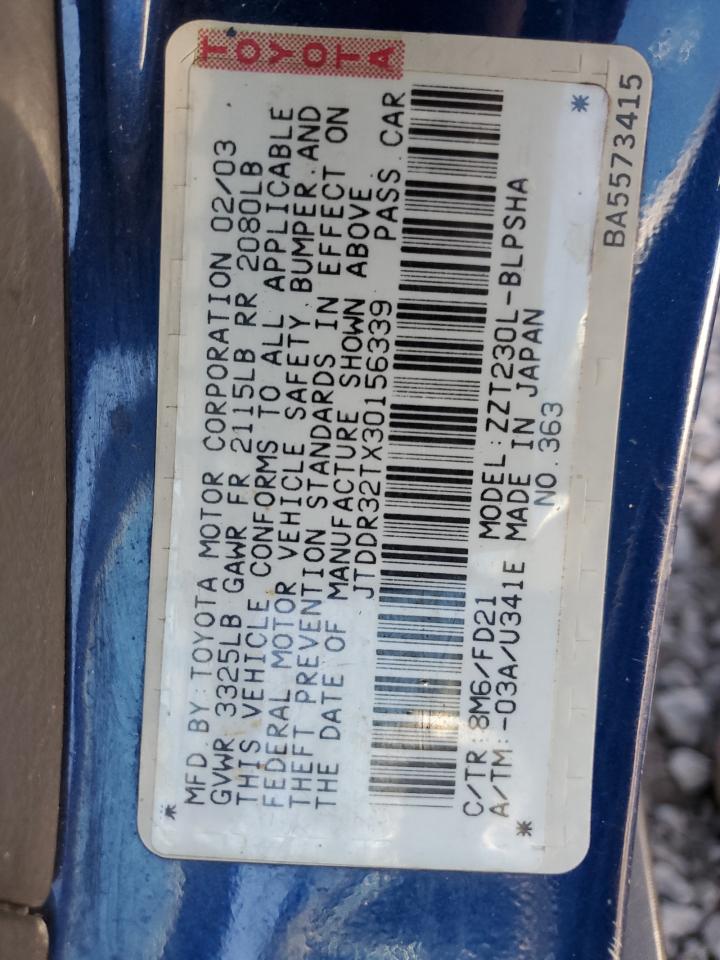 TOYOTA
MFD.BY:TOYOTA MOTOR CORPORATION 02/03
GVWR 3325LB GAWR FR 2115LB RR 2080LB
THIS VEHICLE CONFORMS TO ALL APPLICABLE
FEDERAL MOTOR VEHICLE SAFETY,BUMPER,AND
THEFT PREVENTION STANDARDS IN EFFECT ON
THE DATE OF MANUFACTURE SHOWN ABOVE.
JTDDR32TX30156339 PASS.CAR
C/TR:8M6/FD21 MODEL:ZZT230L-BLPSHA
A/TM:-03A/U341E MADE IN JAPAN
NO.363
BA5573415